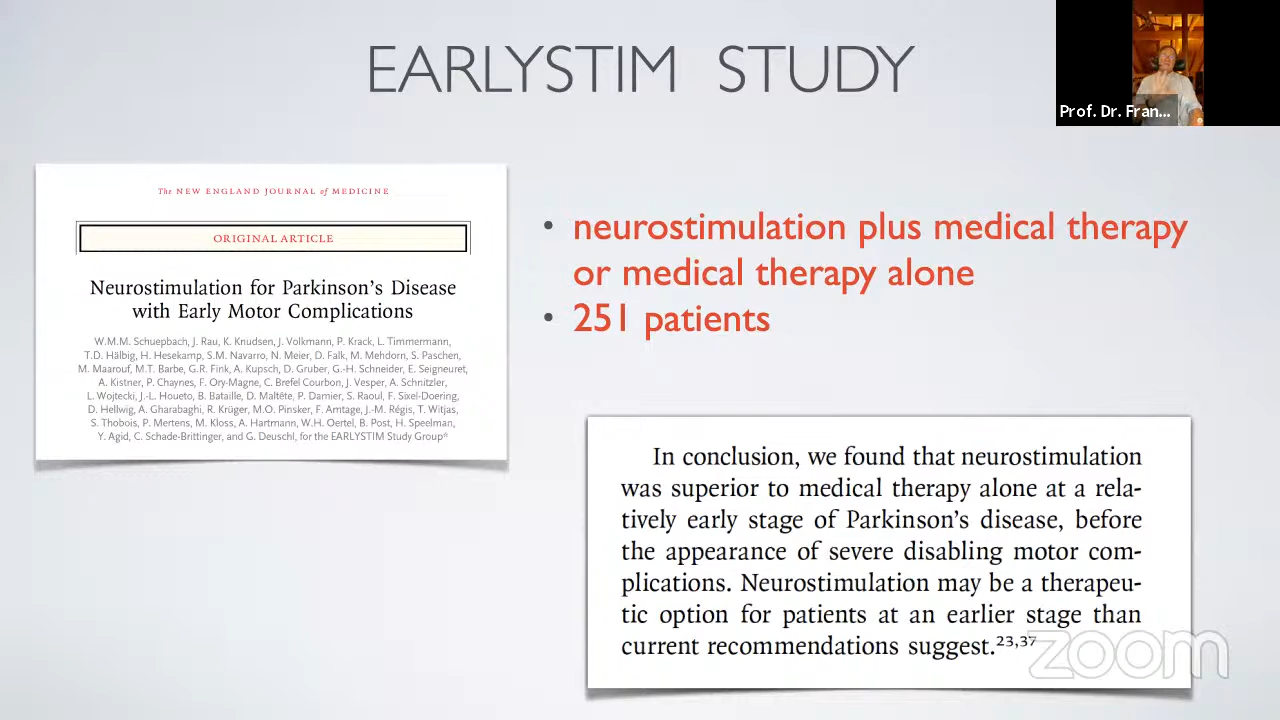 EARLYSTIM STUDY
Prof. Dr. Fran...
The NEW ENGLAND JOURNAL of MEDICINE
ORIGINAL ARTICLE
Neurostimulation for Parkinson's Disease
with Early Motor Complications
W.M.M. Schuepbach, J. Rau, K. Knudsen, J. Volkmann, P. Krack, L. Timmermann,
T.D. Hälbig, H. Hesekamp, S.M. Navarro, N. Meier, D. Falk, M. Mehdorn, S. Paschen,
M. Maarouf, M.T. Barbe, G.R. Fink, A. Kupsch, D. Gruber, G.-H. Schneider, E. Seigneuret,
A. Kistner, P. Chaynes, F. Ory-Magne, C. Brefel Courbon, J. Vesper, A. Schnitzler,
L. Wojtecki, J.-L. Houeto, B. Bataille, D. Maltête, P. Damier, S. Raoul, F. Sixel-Doering,
D. Hellwig, A. Gharabaghi, R. Krüger, M.O. Pinsker, F. Amtage, J.-M. Régis, T. Witjas,
S. Thobois, P. Mertens, M. Kloss, A. Hartmann, W.H. Oertel, B. Post, H. Speelman,
Y. Agid, C. Schade-Brittinger, and G. Deuschl, for the EARLYSTIM Study Group*
• neurostimulation plus medical therapy
or medical therapy alone
• 251 patients
In conclusion, we found that neurostimulation
was superior to medical therapy alone at a rela-
tively early stage of Parkinson's disease, before
the appearance of severe disabling motor com-
plications. Neurostimulation may be a therapeu-
tic option for patients at an earlier stage than
current recommendations suggest.23,37
zoom